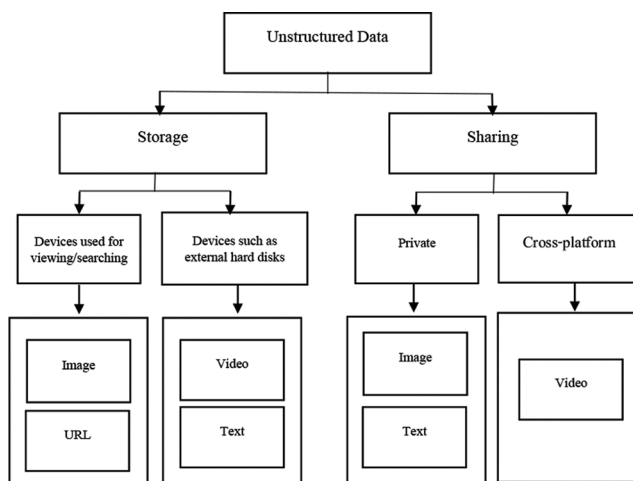 Unstructured Data
Storage
Sharing
Devices used for
viewing/searching
Devices such as
external hard disks
Private
Cross-platform
Image
URL
Video
Text
Image
Text
Video